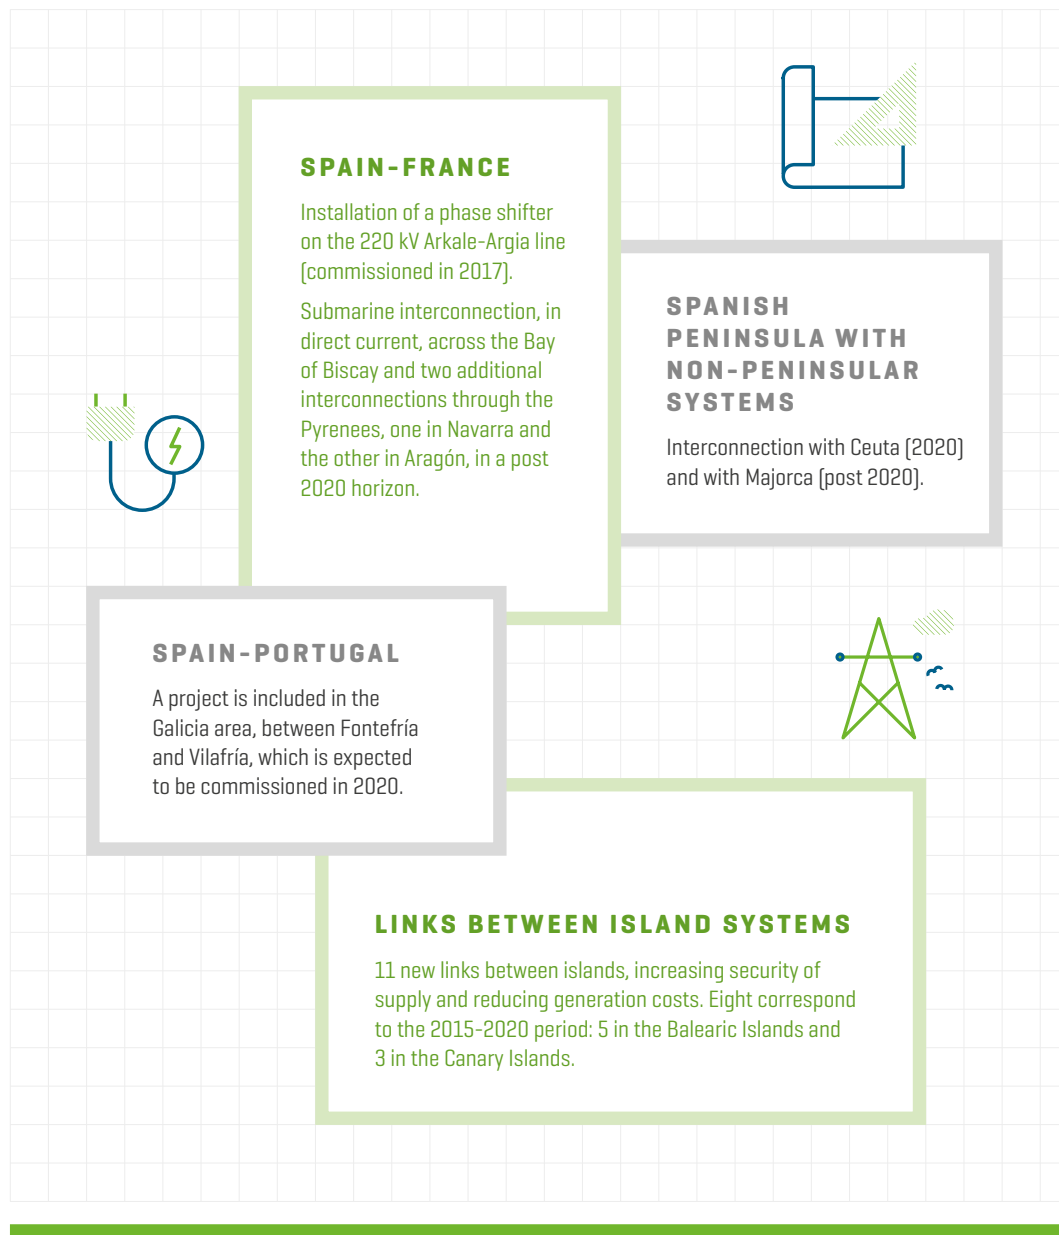 SPAIN-FRANCE
Installation of a phase shifter
on the 220 kV Arkale-Argia line
(commissioned in 2017).
Submarine interconnection, in
direct current, across the Bay
of Biscay and two additional
interconnections through the
Pyrenees, one in Navarra and
the other in Aragón, in a post
2020 horizon.
SPANISH
PENINSULA WITH
NON-PENINSULAR
SYSTEMS
Interconnection with Ceuta (2020)
and with Majorca (post 2020).
SPAIN-PORTUGAL
A project is included in the
Galicia area, between Fontefría
and Vilafría, which is expected
to be commissioned in 2020.
LINKS BETWEEN ISLAND SYSTEMS
11 new links between islands, increasing security of
supply and reducing generation costs. Eight correspond
to the 2015-2020 period: 5 in the Balearic Islands and
3 in the Canary Islands.